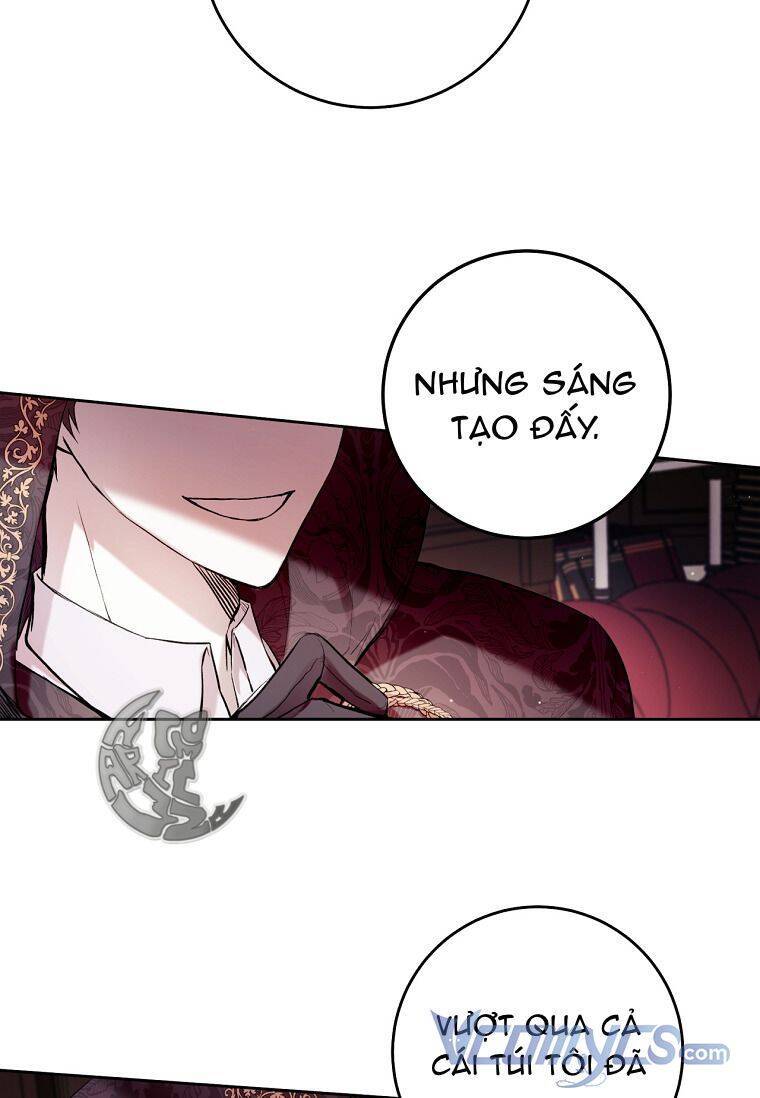 NHƯNG SÁNG
TẠO ĐẤY.
VƯỢT QUA CẢ
CÁI TÚI TÔI ĐÃ